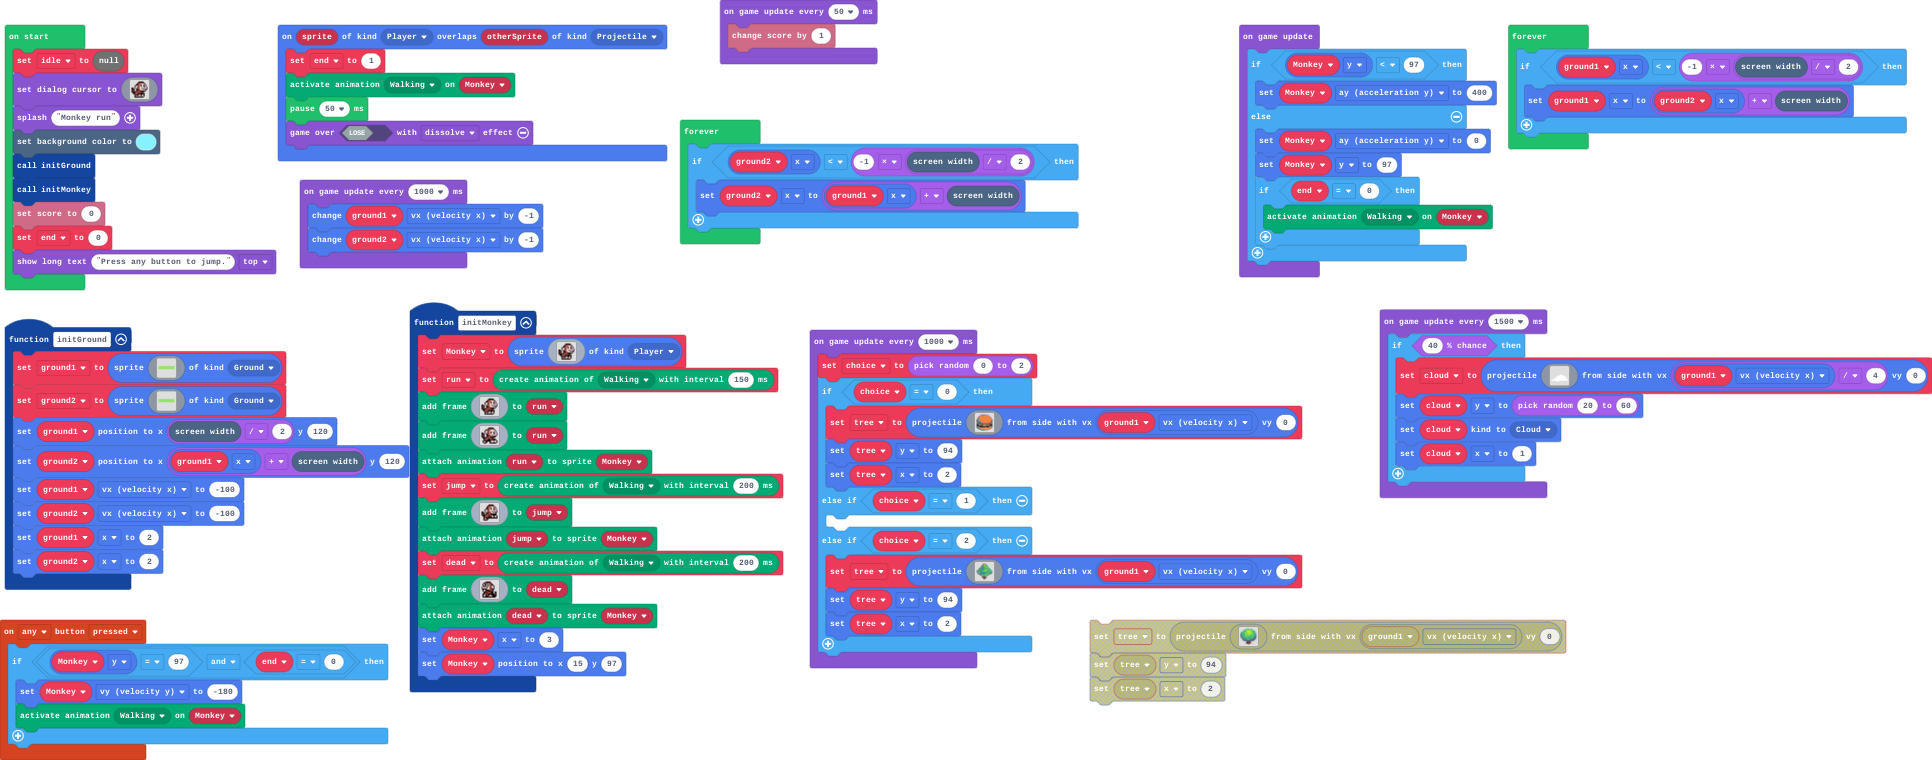 on start
set idle to null
set dialog cursor to
splash "Monkey run"
set background color to
call initGround
call initMonkey
set score to 0
set end to 0
show long text "Press any button to jump." top
on sprite of kind Player overlaps otherSprite of kind Projectile
set end to 1
activate animation Walking on Monkey
pause 50 ms
game over LOSE with dissolve effect
on game update every 1000 ms
change ground1 vx (velocity x) by -1
change ground2 vx (velocity x) by -1
on game update every 50 ms
change score by 1
forever
if ground2 x < -1 × screen width / 2 then
set ground2 x to ground1 x + screen width
on game update
if Monkey y < 97 then
set Monkey ay (acceleration y) to 400
else
set Monkey ay (acceleration y) to 0
set Monkey y to 97
if end = 0 then
activate animation Walking on Monkey
forever
if ground1 x < -1 × screen width / 2 then
set ground1 x to ground2 x + screen width
function initGround
set ground1 to sprite of kind Ground
set ground2 to sprite of kind Ground
set ground1 position to x screen width / 2 y 120
set ground2 position to x ground1 x + screen width y 120
set ground1 vx (velocity x) to -100
set ground2 vx (velocity x) to -100
set ground1 x to 2
set ground2 x to 2
on any button pressed
if Monkey y = 97 and end = 0 then
set Monkey vy (velocity y) to -180
activate animation Walking on Monkey
function initMonkey
set Monkey to sprite of kind Player
set run to create animation of Walking with interval 150 ms
add frame to run
add frame to run
attach animation run to sprite Monkey
set jump to create animation of Walking with interval 200 ms
add frame to jump
attach animation jump to sprite Monkey
set dead to create animation of Walking with interval 200 ms
add frame to dead
attach animation dead to sprite Monkey
set Monkey x to 3
set Monkey position to x 15 y 97
on game update every 1000 ms
set choice to pick random 0 to 2
if choice = 0 then
set tree to projectile from side with vx ground1 vx (velocity x) vy 0
set tree y to 94
set tree x to 2
else if choice = 1 then
else if choice = 2 then
set tree to projectile from side with vx ground1 vx (velocity x) vy 0
set tree y to 94
set tree x to 2
set tree to projectile from side with vx ground1 vx (velocity x) vy 0
set tree y to 94
set tree x to 2
on game update every 1500 ms
if 40 % chance then
set cloud to projectile from side with vx ground1 vx (velocity x) / 4 vy 0
set cloud y to pick random 20 to 60
set cloud kind to Cloud
set cloud x to 1